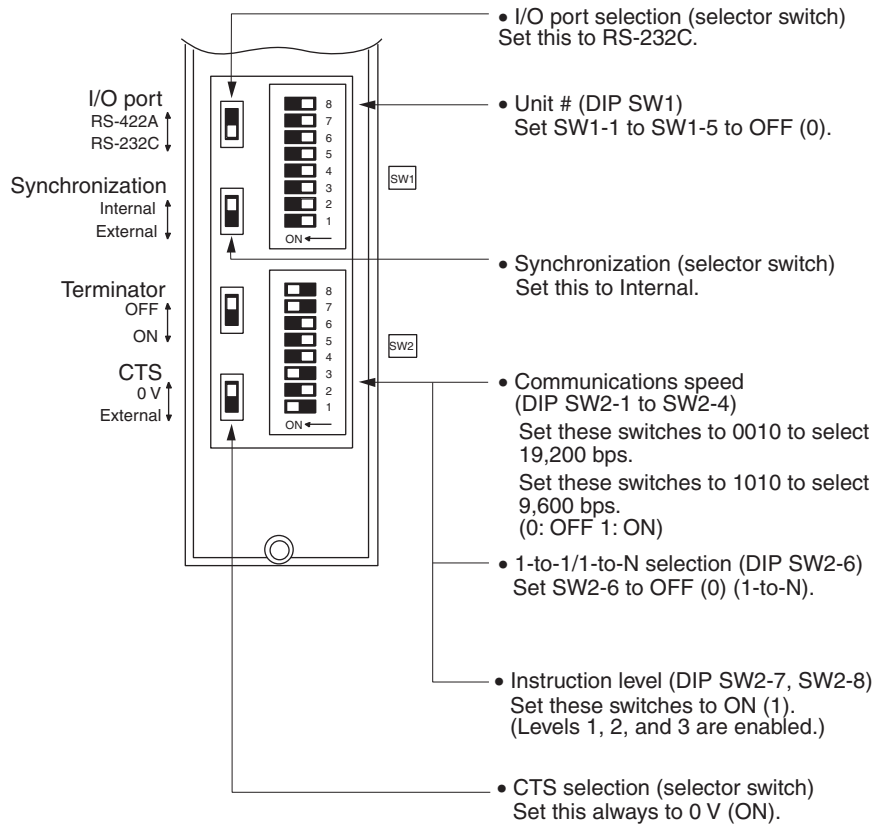 • I/O port selection (selector switch)
Set this to RS-232C.
I/O port
RS-422A
RS-232C
8
7
6
5
4
3
2
1
ON
SW1
• Unit # (DIP SW1)
Set SW1-1 to SW1-5 to OFF (0).
Synchronization
Internal
External
• Synchronization (selector switch)
Set this to Internal.
Terminator
OFF
ON
8
7
6
5
4
3
2
1
ON
SW2
CTS
0 V
External
• Communications speed
(DIP SW2-1 to SW2-4)
Set these switches to 0010 to select
19,200 bps.
Set these switches to 1010 to select
9,600 bps.
(0: OFF 1: ON)
• 1-to-1/1-to-N selection (DIP SW2-6)
Set SW2-6 to OFF (0) (1-to-N).
• Instruction level (DIP SW2-7, SW2-8)
Set these switches to ON (1).
(Levels 1, 2, and 3 are enabled.)
• CTS selection (selector switch)
Set this always to 0 V (ON).